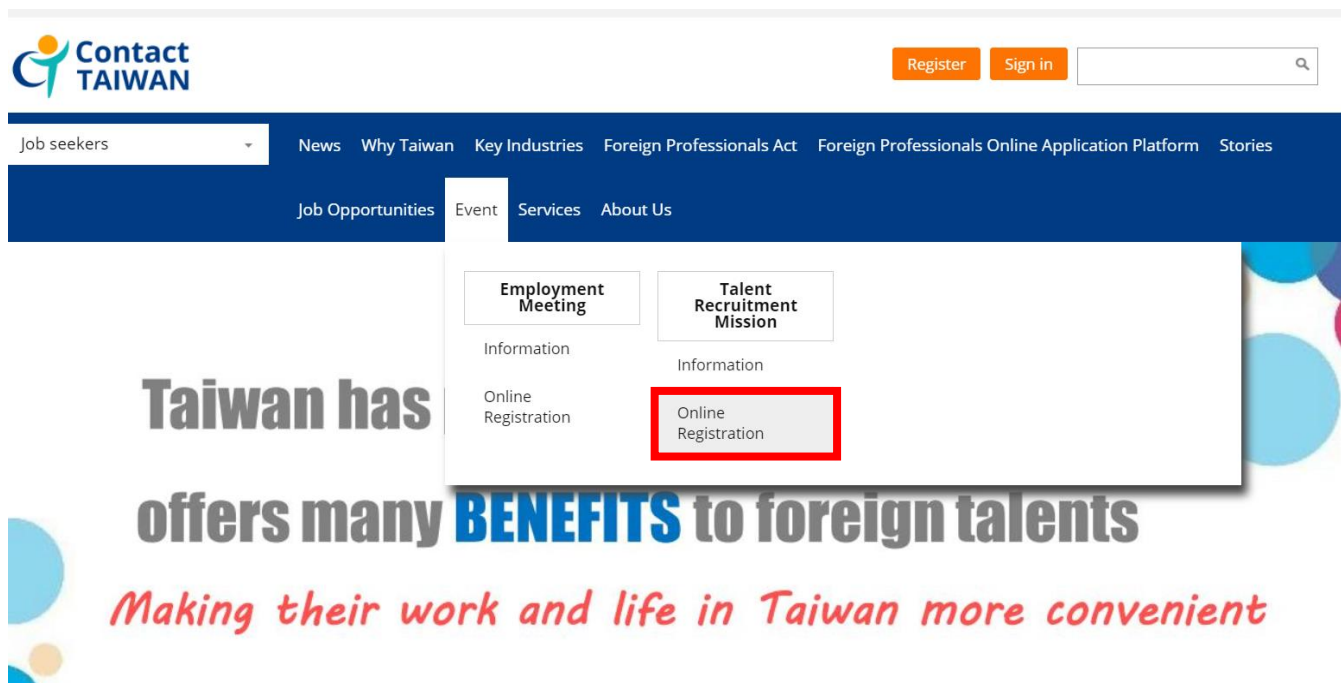 Contact
TAIWAN
Register Sign in
Job seekers
News Why Taiwan Key Industries Foreign Professionals Act Foreign Professionals Online Application Platform Stories
Job Opportunities Event Services About Us
Employment
Meeting
Information
Online
Registration
Talent
Recruitment
Mission
Information
Online
Registration
Taiwan has
offers many BENEFITS to foreign talents
Making their work and life in Taiwan more convenient